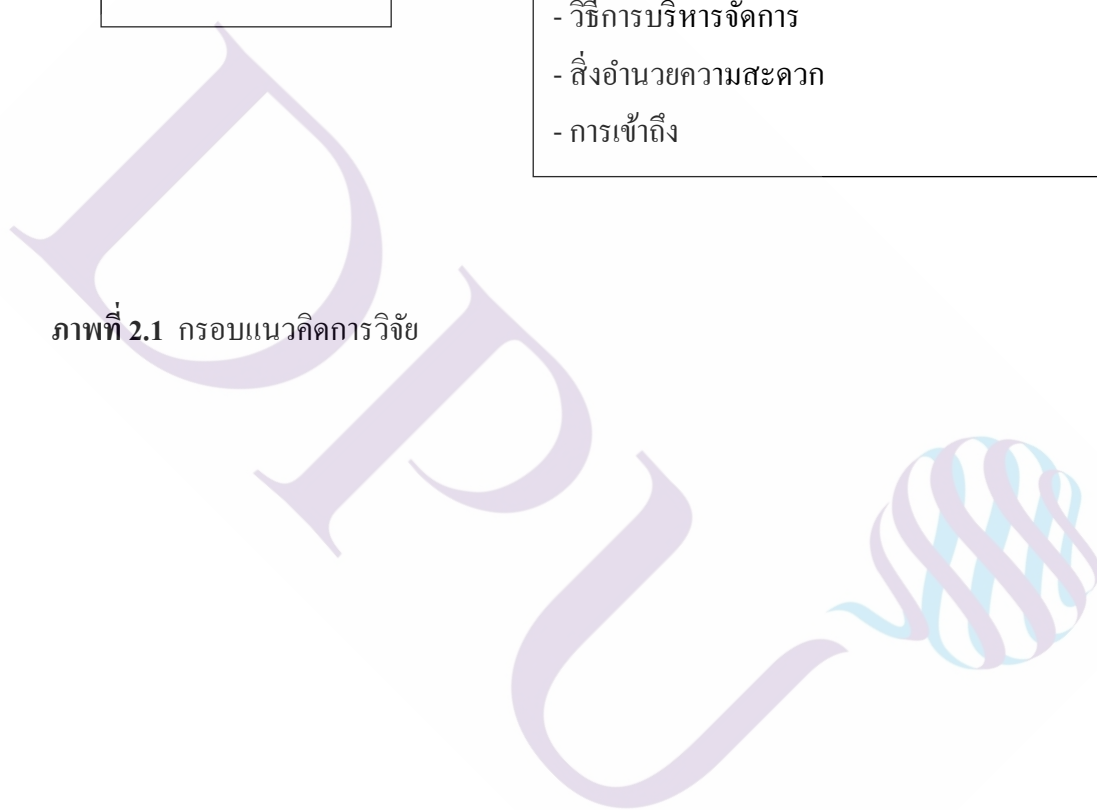 - วิธีการบริหารจัดการ
- สิ่งอำนวยความสะดวก
- การเข้าถึง
ภาพที่ 2.1 กรอบแนวคิดการวิจัย
DPU